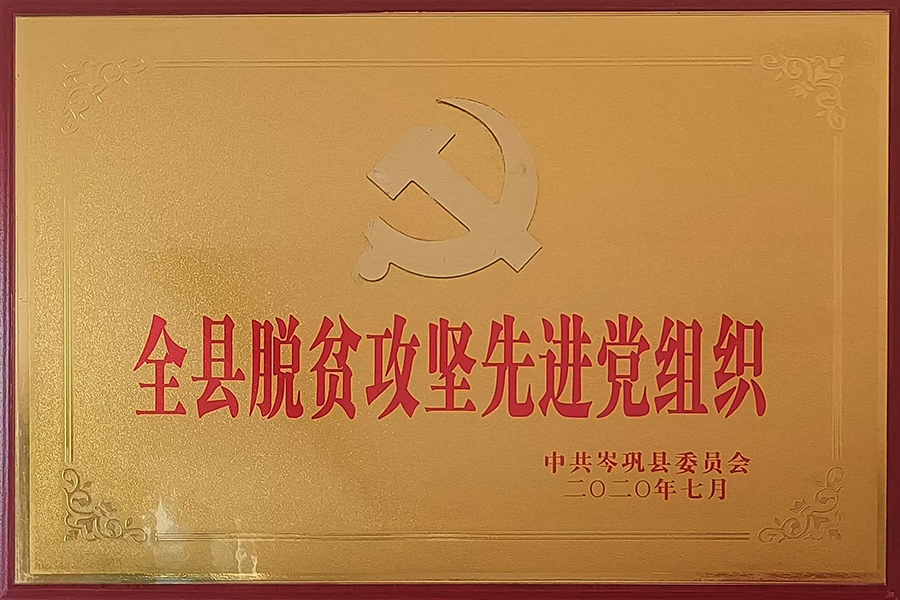 全县脱贫攻坚先进党组织
中共岑巩县委员会
二〇二〇年七月